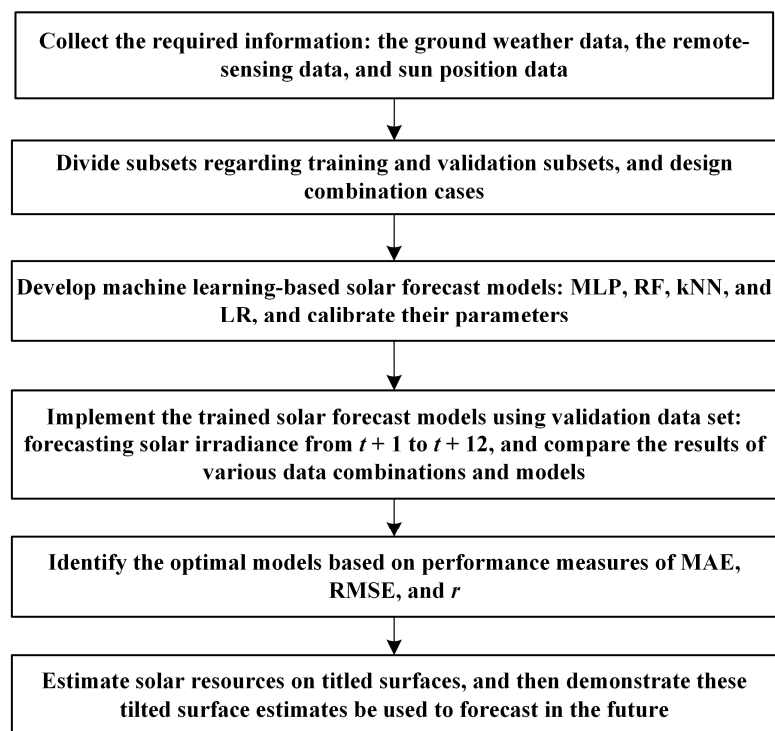 Collect the required information: the ground weather data, the remote-
sensing data, and sun position data
Divide subsets regarding training and validation subsets, and design
combination cases
Develop machine learning-based solar forecast models: MLP, RF, kNN, and
LR, and calibrate their parameters
Implement the trained solar forecast models using validation data set:
forecasting solar irradiance from t + 1 to t + 12, and compare the results of
various data combinations and models
Identify the optimal models based on performance measures of MAE,
RMSE, and r
Estimate solar resources on titled surfaces, and then demonstrate these
tilted surface estimates be used to forecast in the future